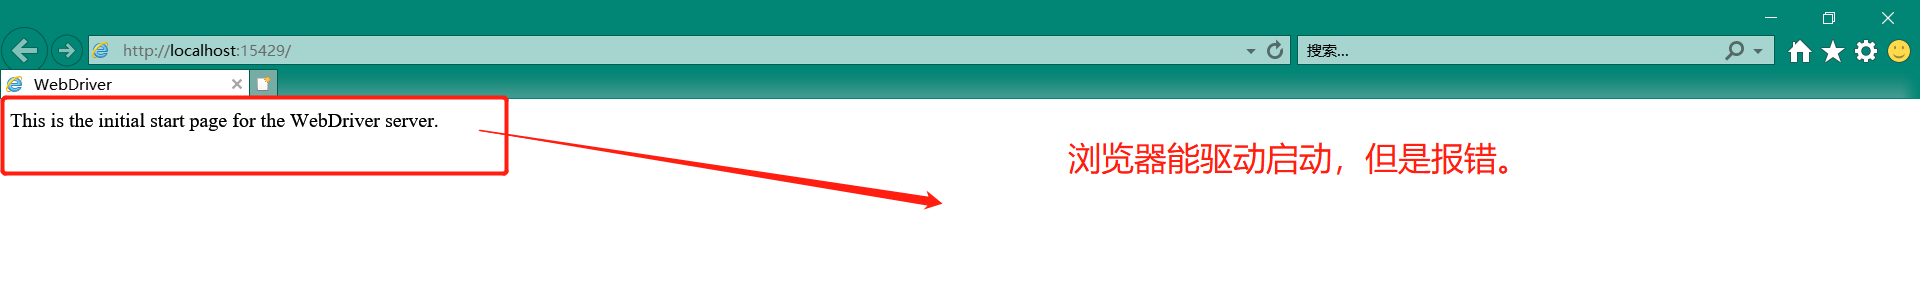 http://localhost:15429/
搜索...
WebDriver
This is the initial start page for the WebDriver server.
浏览器能驱动启动，但是报错。